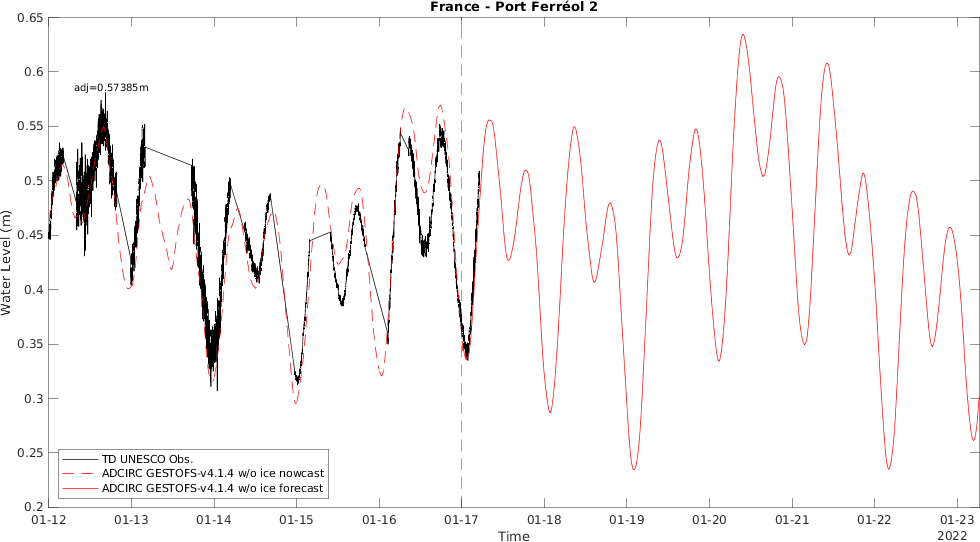 France - Port Ferréol 2
0.65
0.6
adj=0.57385m
0.55
0.5
0.45
0.4
0.35
0.3
0.25
0.2
Water Level (m)
TD UNESCO Obs.
ADCIRC GESTOFS-v4.1.4 w/o ice nowcast
ADCIRC GESTOFS-v4.1.4 w/o ice forecast
01-12 01-13 01-14 01-15 01-16 01-17 01-18 01-19 01-20 01-21 01-22 01-23
Time
2022